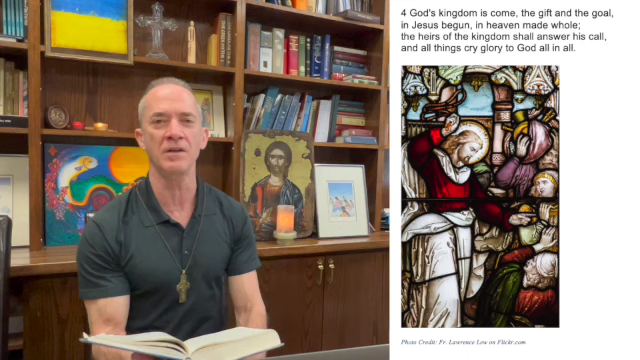 4 God's kingdom is come, the gift and the goal,
in Jesus begun, in heaven made whole;
the heirs of the kingdom shall answer his call,
and all things cry glory to God all in all.
Photo Credit: Fr. Lawrence Lew on Flickr.com